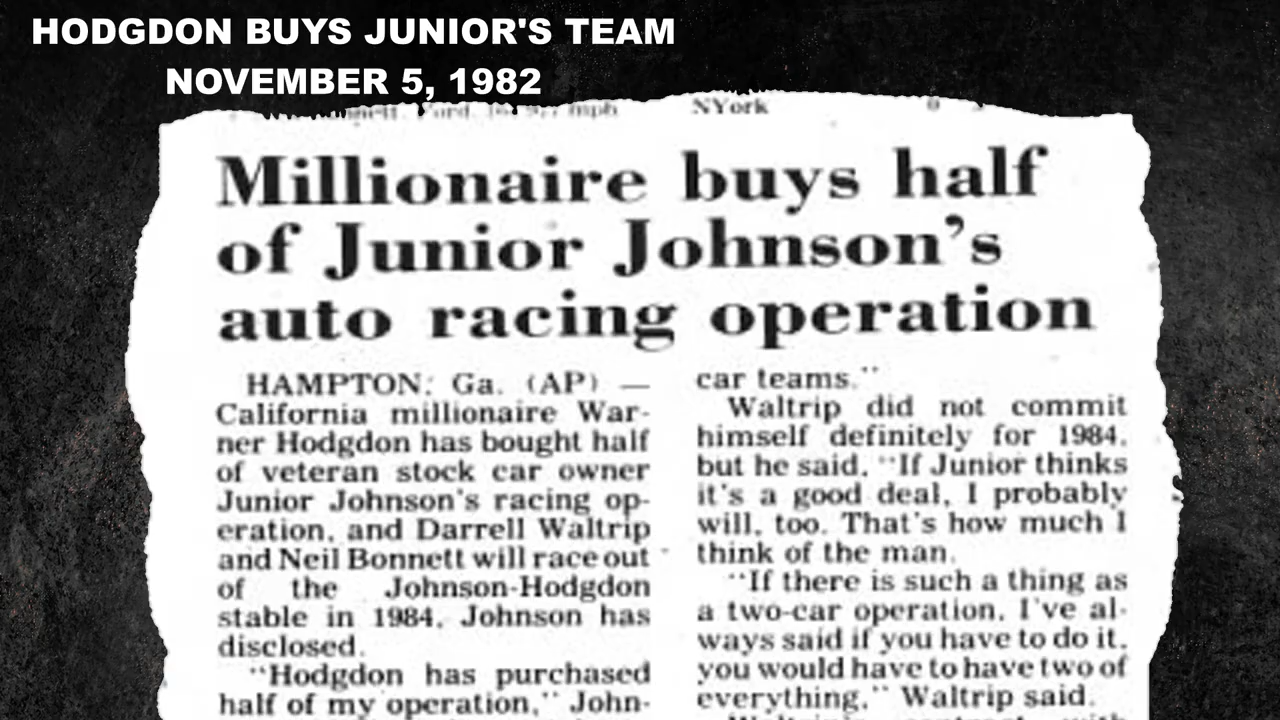 HODGDON BUYS JUNIOR'S TEAM
NOVEMBER 5, 1982
mph NYork
Millionaire buys half
of Junior Johnson's
auto racing operation
HAMPTON: Ga. (AP) —
California millionaire War-
ner Hodgdon has bought half
of veteran stock car owner
Junior Johnson's racing op-
eration, and Darrell Waltrip
and Neil Bonnett will race out
of the Johnson-Hodgdon
stable in 1984, Johnson has
disclosed.
"Hodgdon has purchased
half of my operation," John-
car teams."
Waltrip did not commit
himself definitely for 1984,
but he said, "If Junior thinks
it's a good deal, I probably
will, too. That's how much I
think of the man.
"If there is such a thing as
a two-car operation, I've al-
ways said if you have to do it,
you would have to have two of
everything," Waltrip said.